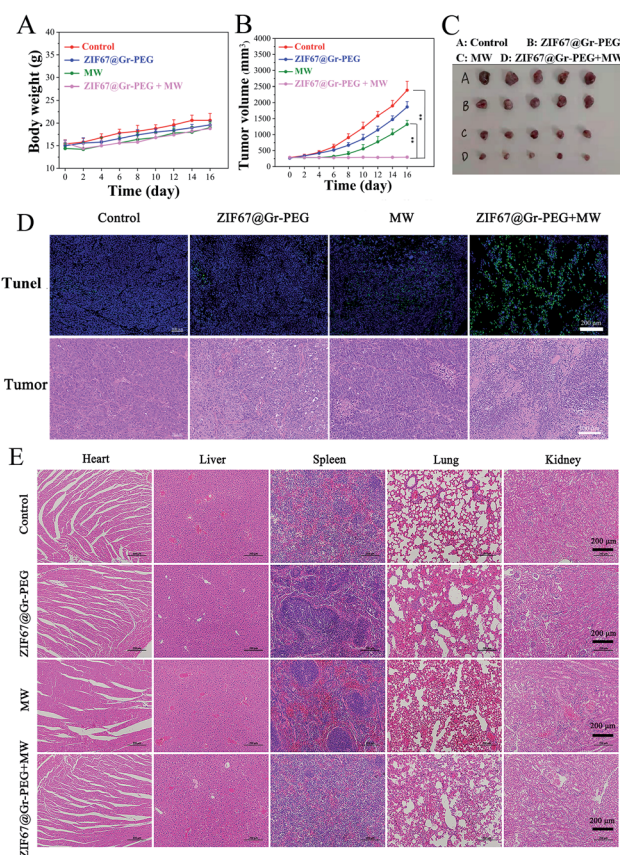 A
Body weight (g)
40
35
30
25
20
15
10
0 2 4 6 8 10 12 14 16
Time (day)
Control
ZIF67@Gr-PEG
MW
ZIF67@Gr-PEG + MW
B
Tumor volume (mm3)
4000
3500
3000
2500
2000
1500
1000
500
0
0 2 4 6 8 10 12 14 16
Time (day)
Control
ZIF67@Gr-PEG
MW
ZIF67@Gr-PEG + MW
**
**
C
A: Control B: ZIF67@Gr-PEG
C: MW D: ZIF67@Gr-PEG+MW
A
B
C
D
D
Control ZIF67@Gr-PEG MW ZIF67@Gr-PEG+MW
Tunel
200 μm
Tumor
100 μm
E
Heart Liver Spleen Lung Kidney
Control
200 μm
ZIF67@Gr-PEG
200 μm
MW
200 μm
ZIF67@Gr-PEG+MW
200 μm